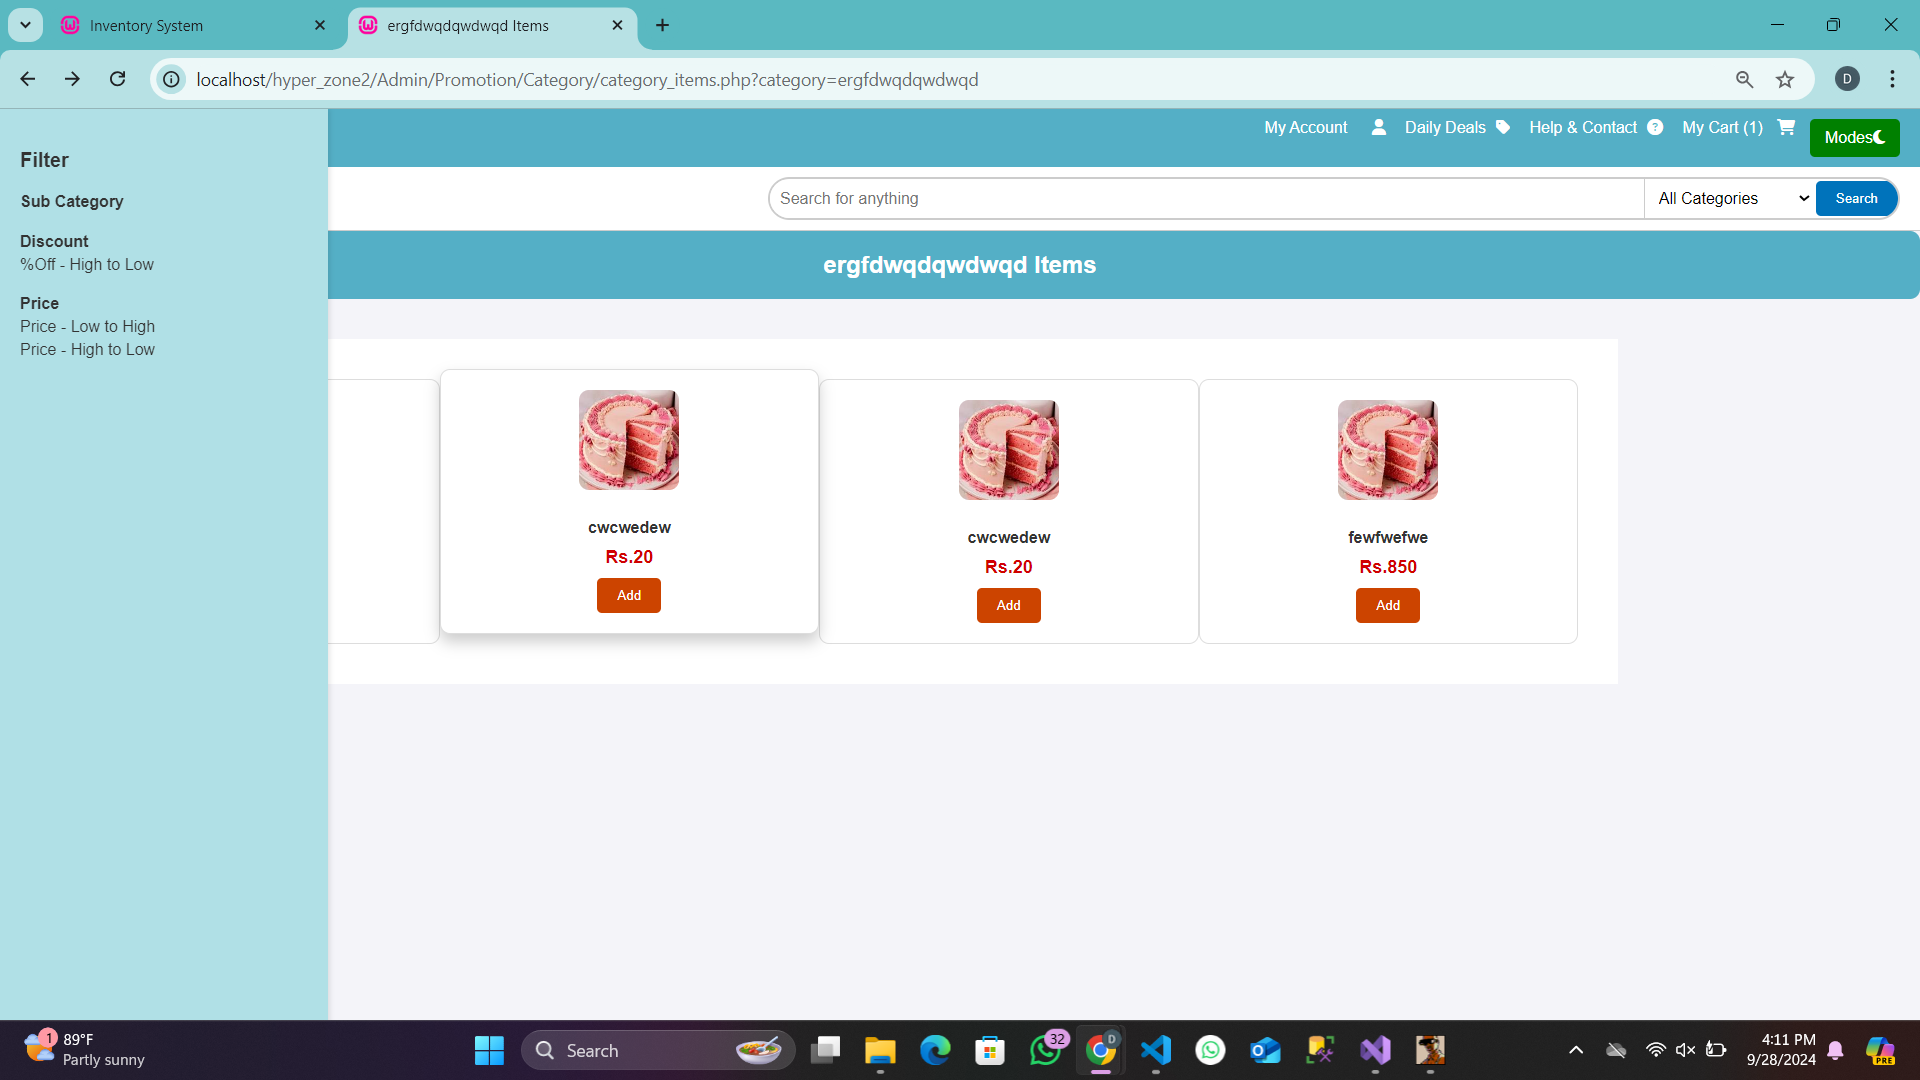 Inventory System
ergfdwqdqwdwqd Items
localhost/hyper_zone2/Admin/Promotion/Category/category_items.php?category=ergfdwqdqwdwqd
D
My Account
Daily Deals
Help & Contact
My Cart (1)
Modes
Search for anything
All Categories
Search
Filter
Sub Category
Discount
%Off - High to Low
Price
Price - Low to High
Price - High to Low
ergfdwqdqwdwqd Items
cwcwedew
Rs.20
Add
cwcwedew
Rs.20
Add
fewfwefwe
Rs.850
Add
1
89°F
Partly sunny
Search
32
D
4:11 PM
9/28/2024
PRE